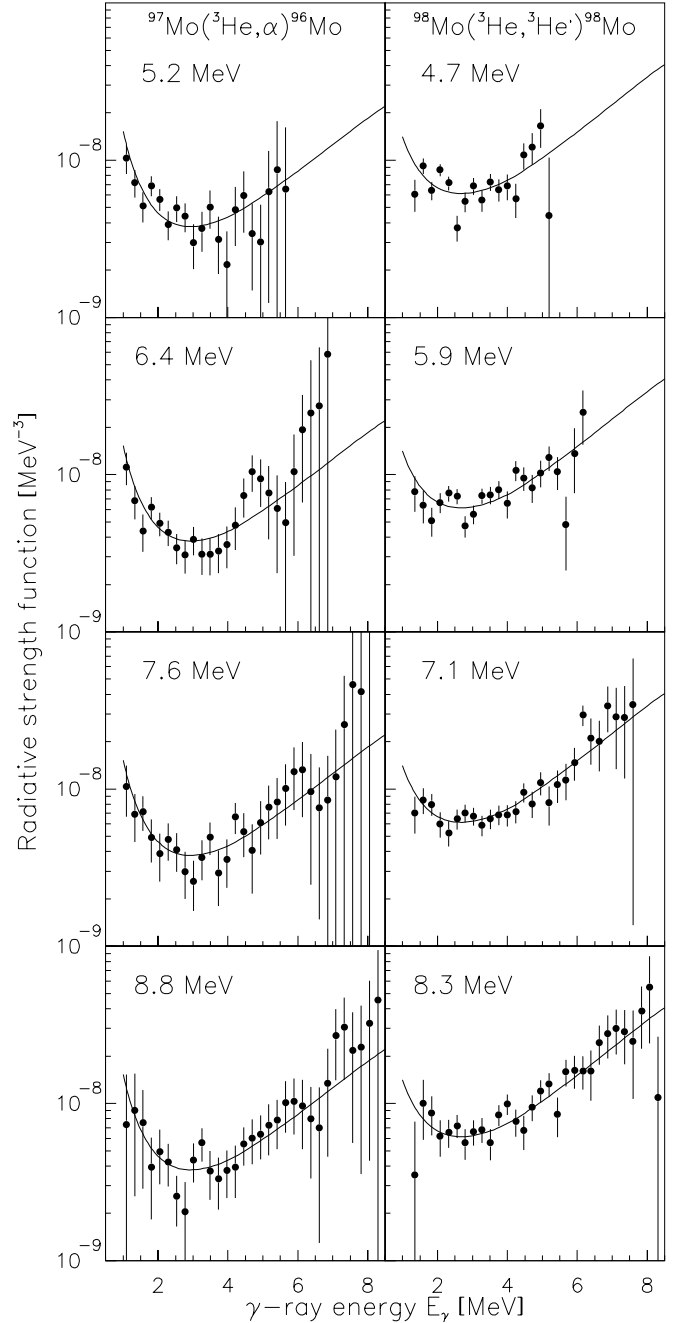 ⁹⁷Mo(³He,α)⁹⁶Mo
⁹⁸Mo(³He,³He')⁹⁸Mo
5.2 MeV
4.7 MeV
10⁻⁸
10⁻⁹
6.4 MeV
5.9 MeV
10⁻⁸
10⁻⁹
7.6 MeV
7.1 MeV
10⁻⁸
10⁻⁹
8.8 MeV
8.3 MeV
10⁻⁸
10⁻⁹
Radiative strength function [MeV⁻³]
2 4 6 8 2 4 6 8
γ-ray energy Eᵧ [MeV]